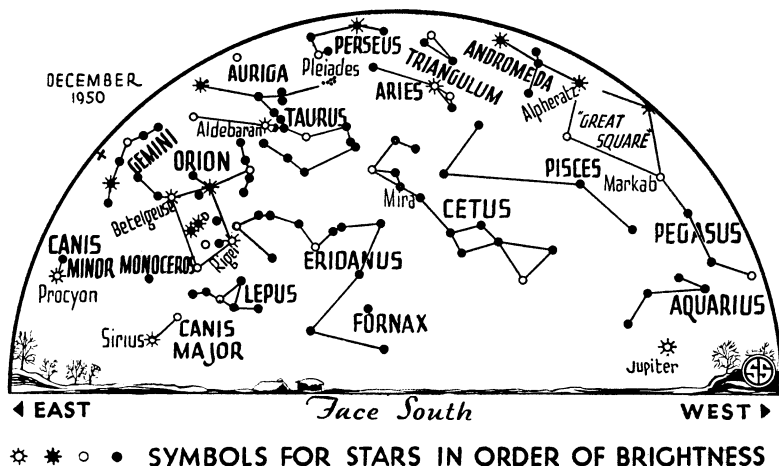 DECEMBER
1950
PERSEUS
Pleiades
TRIANGULUM
ANDROMEDA
AURIGA
ARIES
Alpheratz
Aldebaran
TAURUS
"GREAT
SQUARE"
GEMINI
ORION
PISCES
Markab
Betelgeuse
Mira
CETUS
PEGASUS
CANIS
MINOR
MONOCEROS
Rigel
ERIDANUS
Procyon
LEPUS
AQUARIUS
FORNAX
Sirius
CANIS
MAJOR
Jupiter
EAST
Face South
WEST
SYMBOLS FOR STARS IN ORDER OF BRIGHTNESS